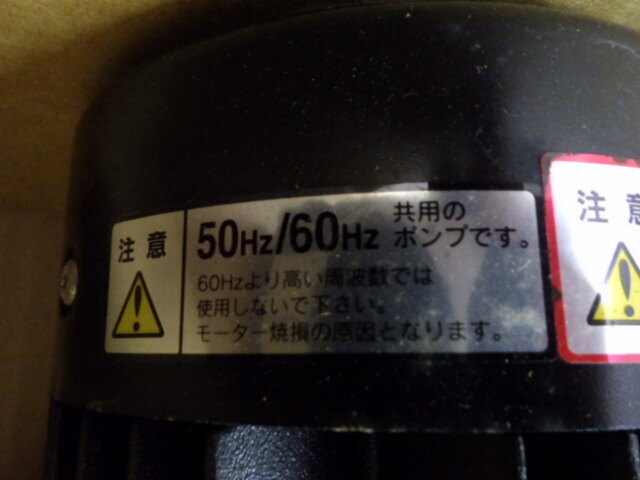 注意
50Hz/60Hz 共用のポンプです。
60Hzより高い周波数では
使用しないで下さい。
モーター焼損の原因となります。
注意